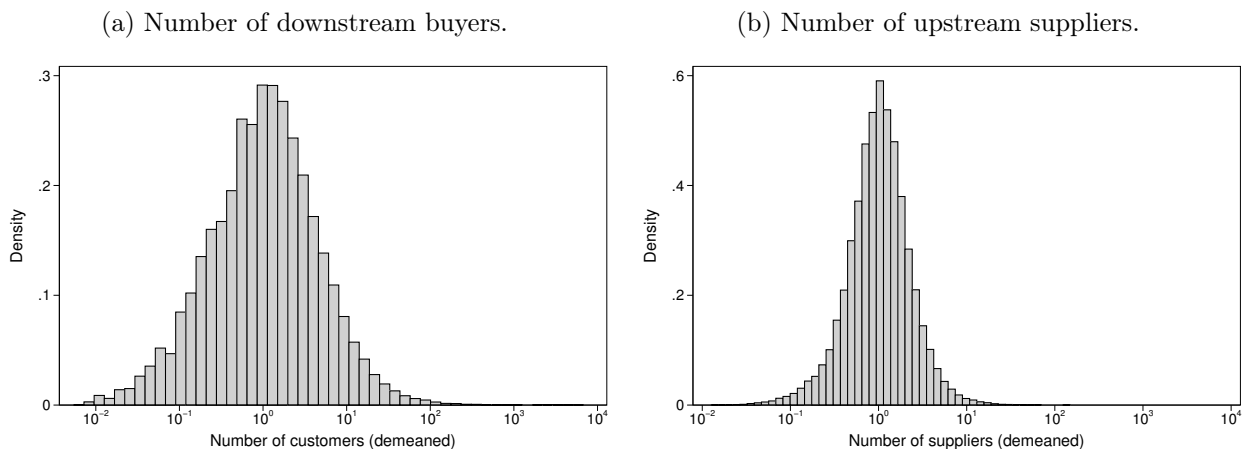 (a) Number of downstream buyers.
.3
.2
.1
0
Density
10⁻² 10⁻¹ 10⁰ 10¹ 10² 10³ 10⁴
Number of customers (demeaned)
(b) Number of upstream suppliers.
.6
.4
.2
0
Density
10⁻² 10⁻¹ 10⁰ 10¹ 10² 10³ 10⁴
Number of suppliers (demeaned)